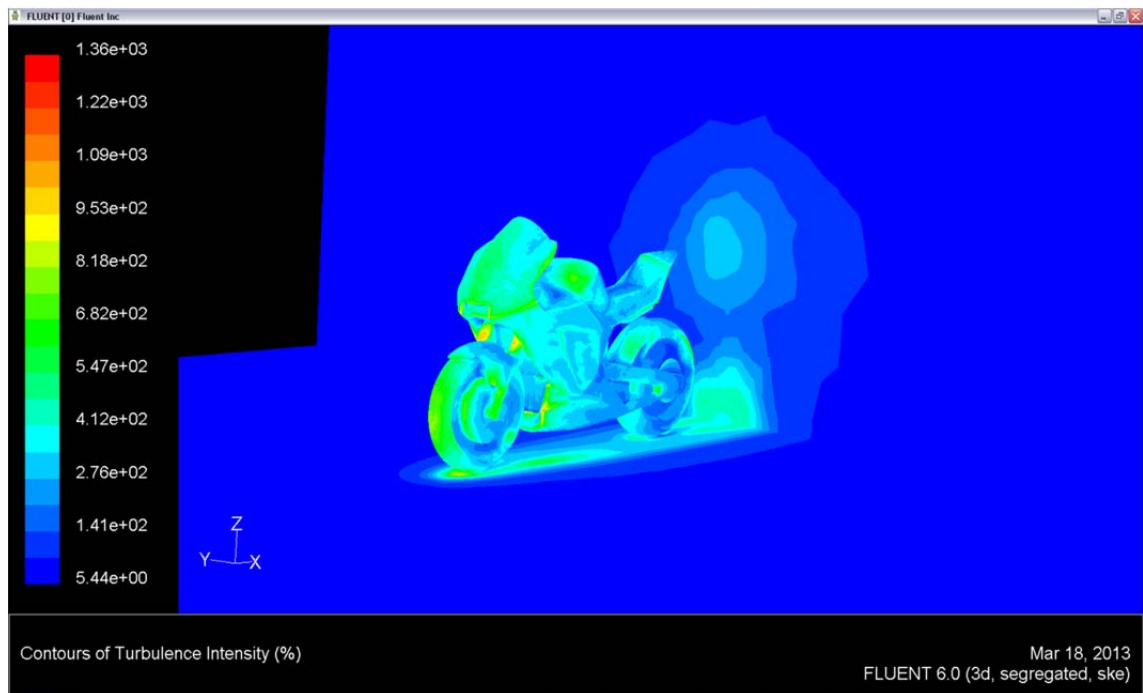 FLUENT [0] Fluent Inc
1.36e+03
1.22e+03
1.09e+03
9.53e+02
8.18e+02
6.82e+02
5.47e+02
4.12e+02
2.76e+02
1.41e+02
5.44e+00
Z
Y X
Contours of Turbulence Intensity (%)
Mar 18, 2013
FLUENT 6.0 (3d, segregated, ske)